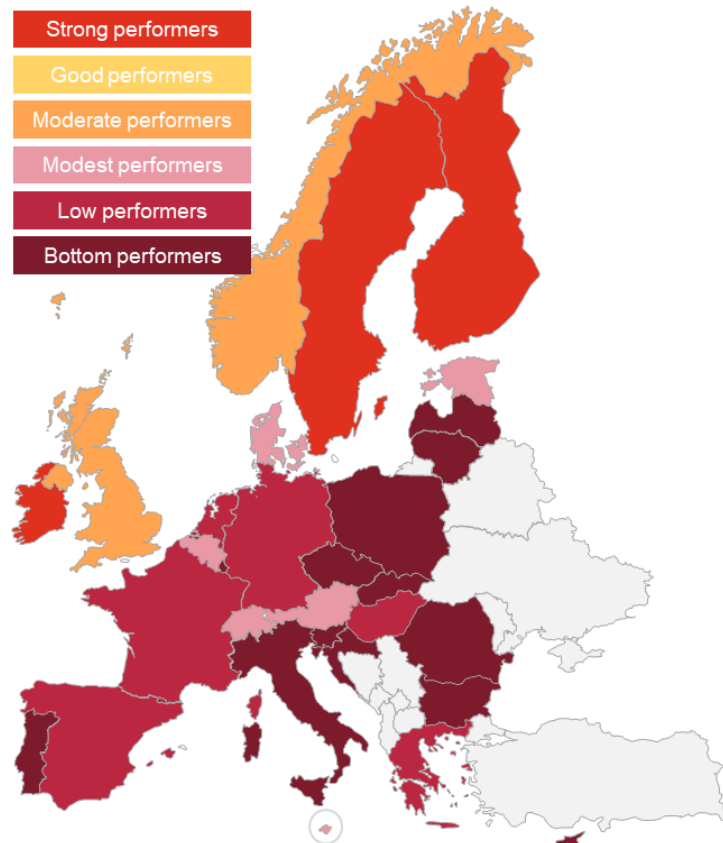 Strong performers
Good performers
Moderate performers
Modest performers
Low performers
Bottom performers